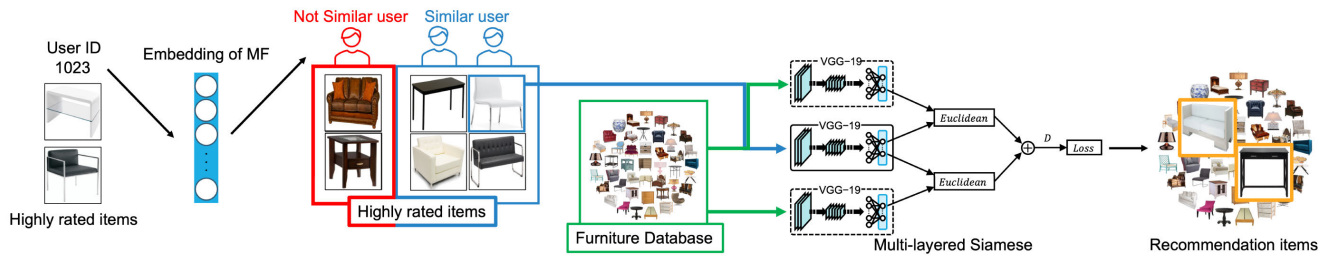 Not Similar user
Similar user
User ID
1023
Embedding of MF
Highly rated items
Highly rated items
Furniture Database
VGG-19
VGG-19
VGG-19
Euclidean
Euclidean
D
Loss
Multi-layered Siamese
Recommendation items